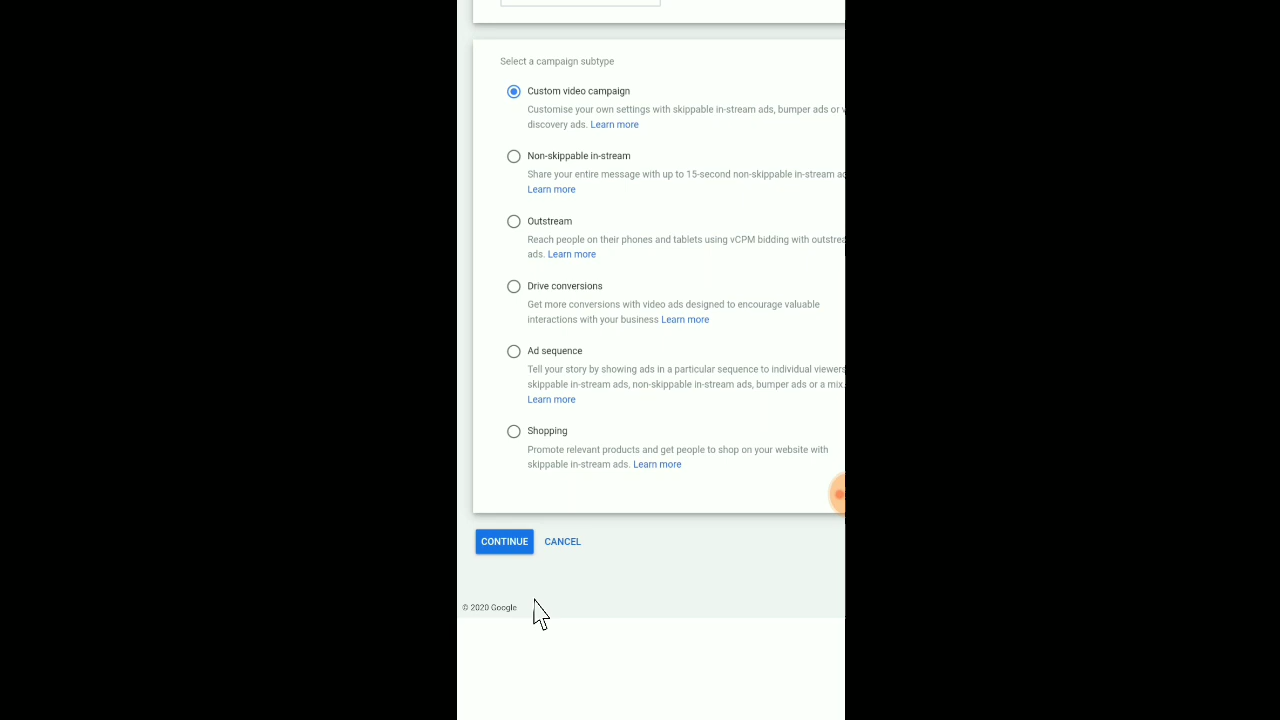 Select a campaign subtype
Custom video campaign
Customise your own settings with skippable in-stream ads, bumper ads or
discovery ads. Learn more
Non-skippable in-stream
Share your entire message with up to 15-second non-skippable in-stream
Learn more
Outstream
Reach people on their phones and tablets using vCPM bidding with
ads. Learn more
Drive conversions
Get more conversions with video ads designed to encourage valuable
interactions with your business Learn more
Ad sequence
Tell your story by showing ads in a particular sequence to individual viewers
skippable in-stream ads, non-skippable in-stream ads, bumper ads or a mix.
Learn more
Shopping
Promote relevant products and get people to shop on your website with
skippable in-stream ads. Learn more
CONTINUE CANCEL
© 2020 Google